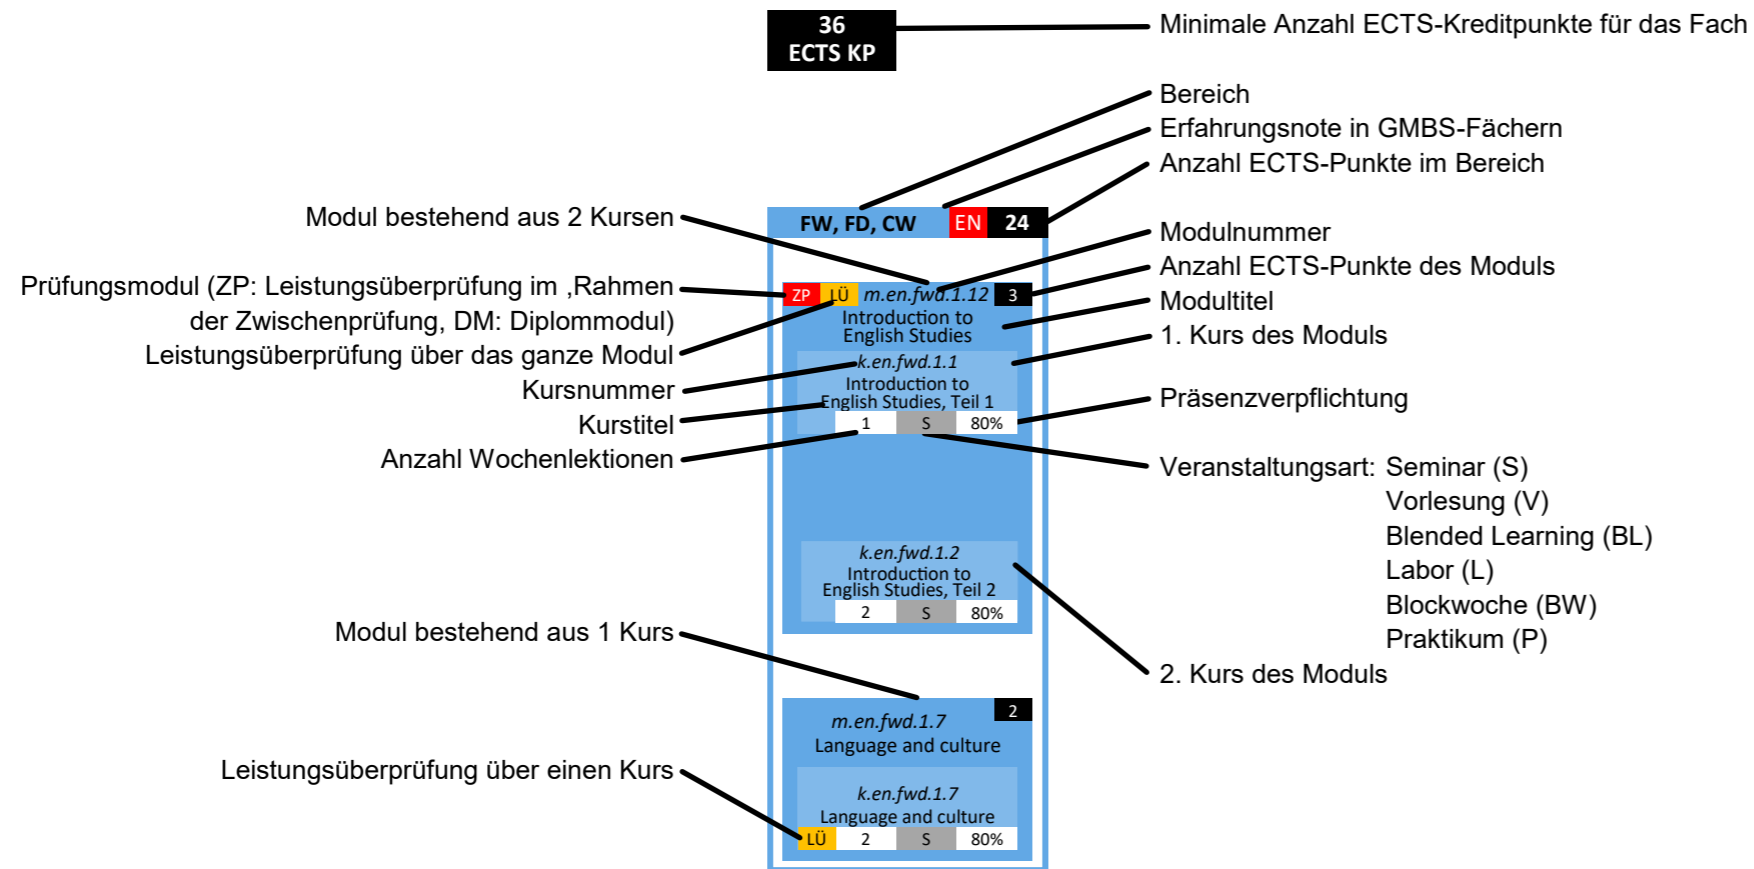 36
ECTS KP
Minimale Anzahl ECTS-Kreditpunkte für das Fach
Bereich
Erfahrungsnote in GMBS-Fächern
Anzahl ECTS-Punkte im Bereich
Modul bestehend aus 2 Kursen
FW, FD, CW EN 24
Modulnummer
Anzahl ECTS-Punkte des Moduls
Modultitel
1. Kurs des Moduls
Prüfungsmodul (ZP: Leistungsüberprüfung im ‚Rahmen
der Zwischenprüfung, DM: Diplommodul)
Leistungsüberprüfung über das ganze Modul
Kursnummer
Kurstitel
Anzahl Wochenlektionen
ZP LÜ m.en.fwd.1.12 3
Introduction to
English Studies
k.en.fwd.1.1
Introduction to
English Studies, Teil 1
1 S 80%
Präsenzverpflichtung
Veranstaltungsart: Seminar (S)
Vorlesung (V)
Blended Learning (BL)
Labor (L)
Blockwoche (BW)
Praktikum (P)
k.en.fwd.1.2
Introduction to
English Studies, Teil 2
2 S 80%
2. Kurs des Moduls
Modul bestehend aus 1 Kurs
m.en.fwd.1.7 2
Language and culture
Leistungsüberprüfung über einen Kurs
k.en.fwd.1.7
Language and culture
LÜ 2 S 80%